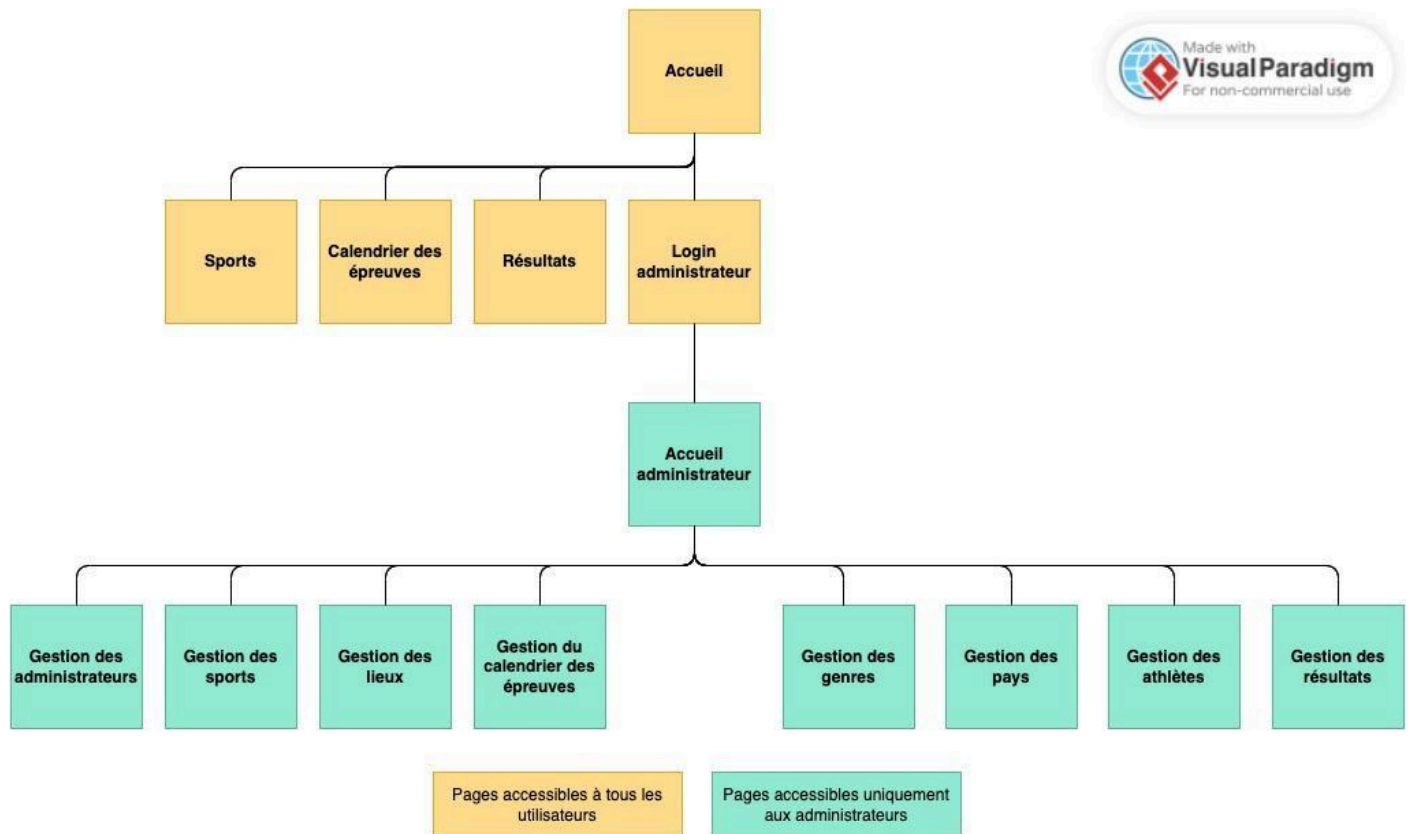 Accueil
Made with
Visual Paradigm
For non-commercial use
Sports
Calendrier des
épreuves
Résultats
Login
administrateur
Accueil
administrateur
Gestion des
administrateurs
Gestion des
sports
Gestion des
lieux
Gestion du
calendrier des
épreuves
Gestion des
genres
Gestion des
pays
Gestion des
athlètes
Gestion des
résultats
Pages accessibles à tous les
utilisateurs
Pages accessibles uniquement
aux administrateurs